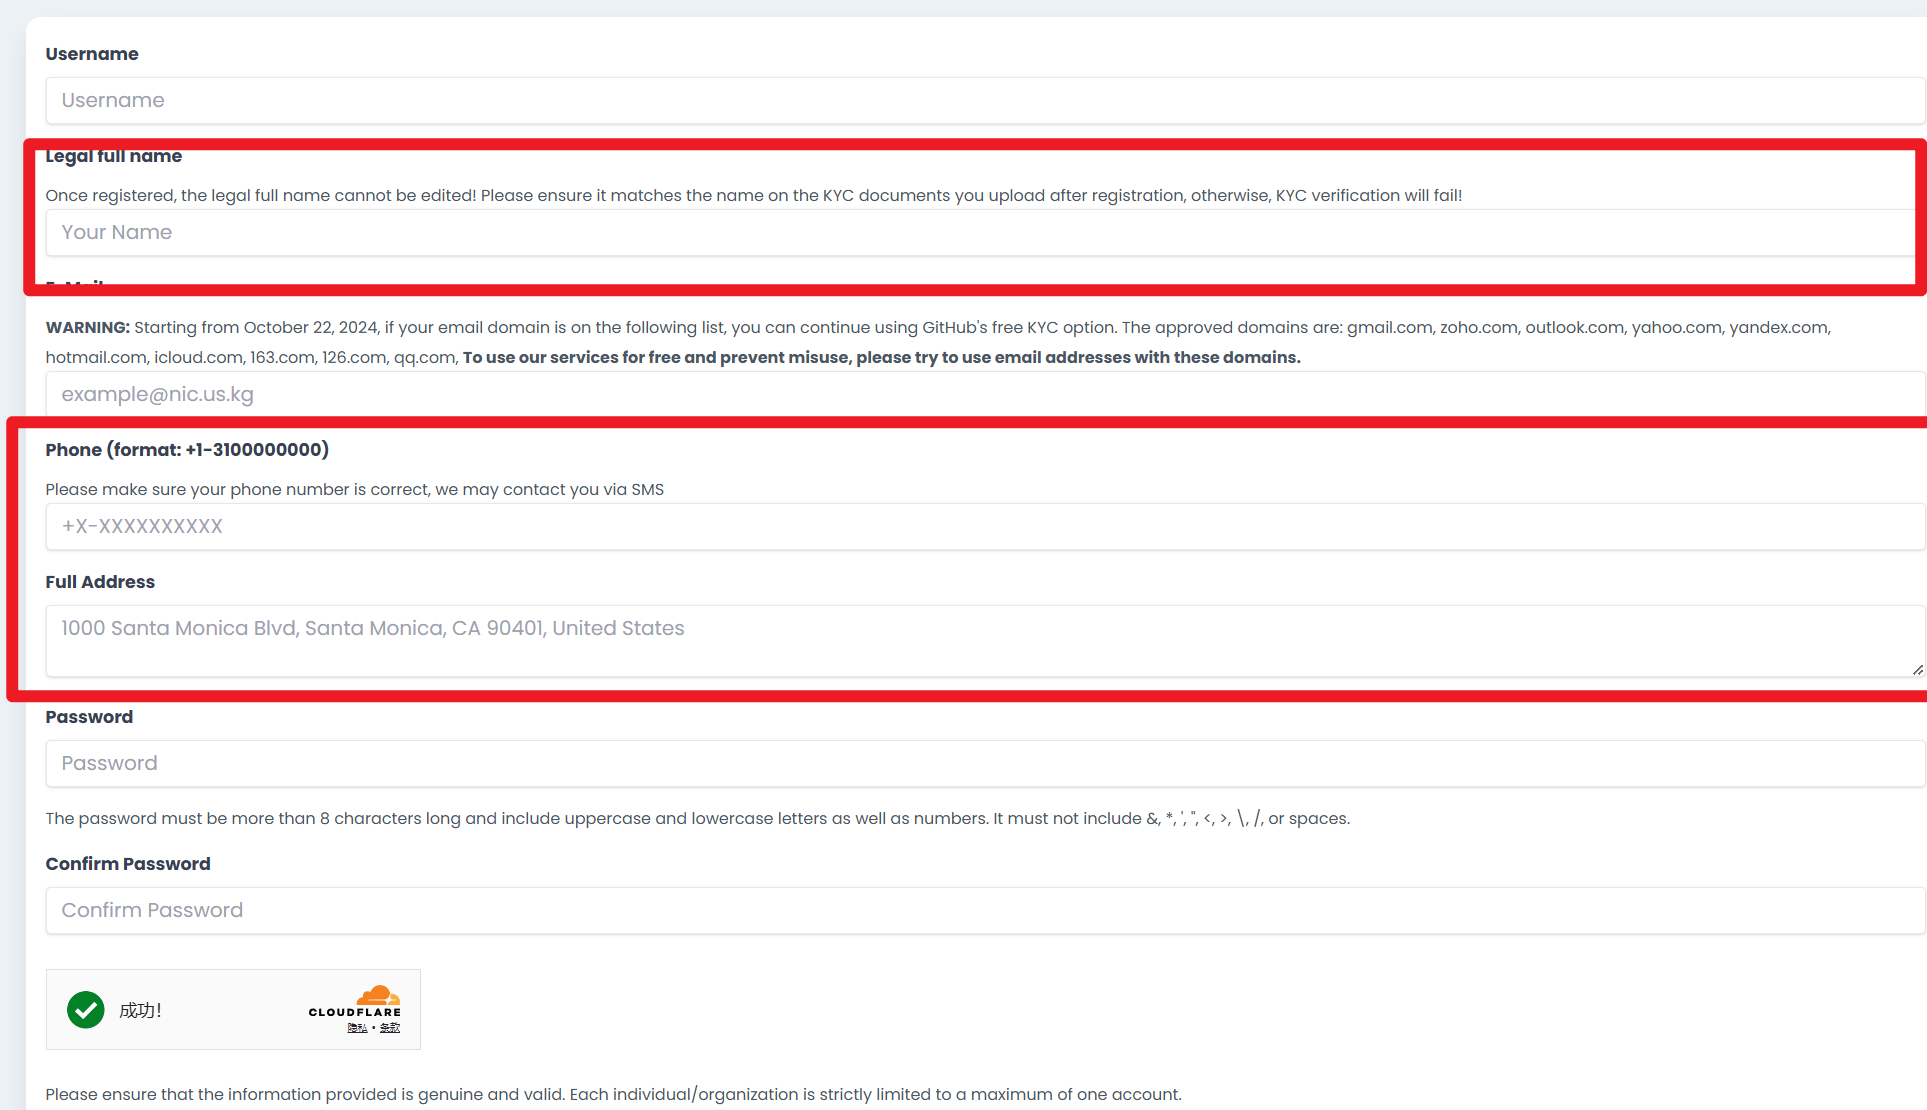 Username
Username
Legal full name
Once registered, the legal full name cannot be edited! Please ensure it matches the name on the KYC documents you upload after registration, otherwise, KYC verification will fail!
Your Name
E-Mail
WARNING: Starting from October 22, 2024, if your email domain is on the following list, you can continue using GitHub's free KYC option. The approved domains are: gmail.com, zoho.com, outlook.com, yahoo.com, yandex.com,
hotmail.com, icloud.com, 163.com, 126.com, qq.com, To use our services for free and prevent misuse, please try to use email addresses with these domains.
example@nic.us.kg
Phone (format: +1-3100000000)
Please make sure your phone number is correct, we may contact you via SMS
+X-XXXXXXXXXX
Full Address
1000 Santa Monica Blvd, Santa Monica, CA 90401, United States
Password
Password
The password must be more than 8 characters long and include uppercase and lowercase letters as well as numbers. It must not include &, *, ', ", <, >, \, /, or spaces.
Confirm Password
Confirm Password
成功!
CLOUDFLARE
隐私 • 条款
Please ensure that the information provided is genuine and valid. Each individual/organization is strictly limited to a maximum of one account.